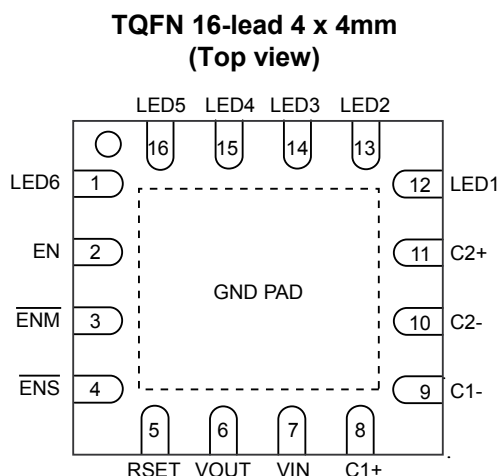 TQFN 16-lead 4 x 4mm
(Top view)
LED5 LED4 LED3 LED2
16 15 14 13
LED6 1 12 LED1
EN 2 11 C2+
GND PAD
ENM 3 10 C2-
ENS 4 9 C1-
5 6 7 8
RSET VOUT VIN C1+